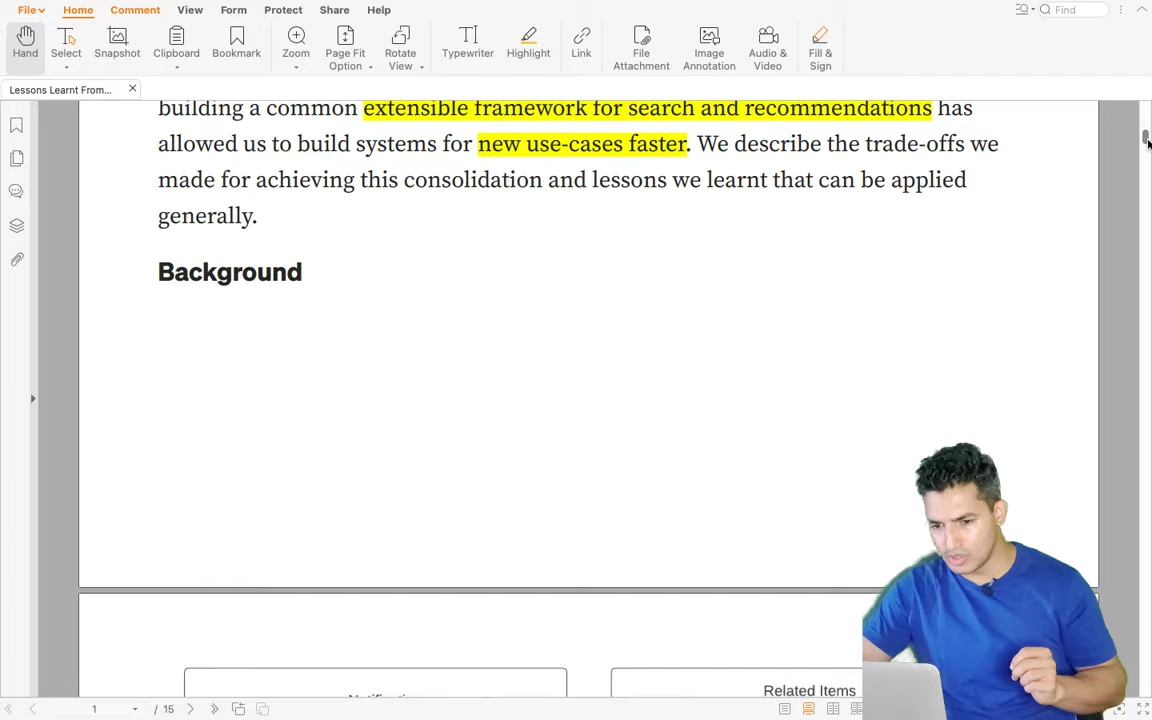 File Home Comment View Form Protect Share Help Find
Hand Select Snapshot Clipboard Bookmark Zoom Page Fit Option Rotate View Typewriter Highlight Link File Attachment Image Annotation Audio & Video Fill & Sign
Lessons Learnt From...
building a common extensible framework for search and recommendations has
allowed us to build systems for new use-cases faster. We describe the trade-offs we
made for achieving this consolidation and lessons we learnt that can be applied
generally.
Background
Related Items
1 / 15